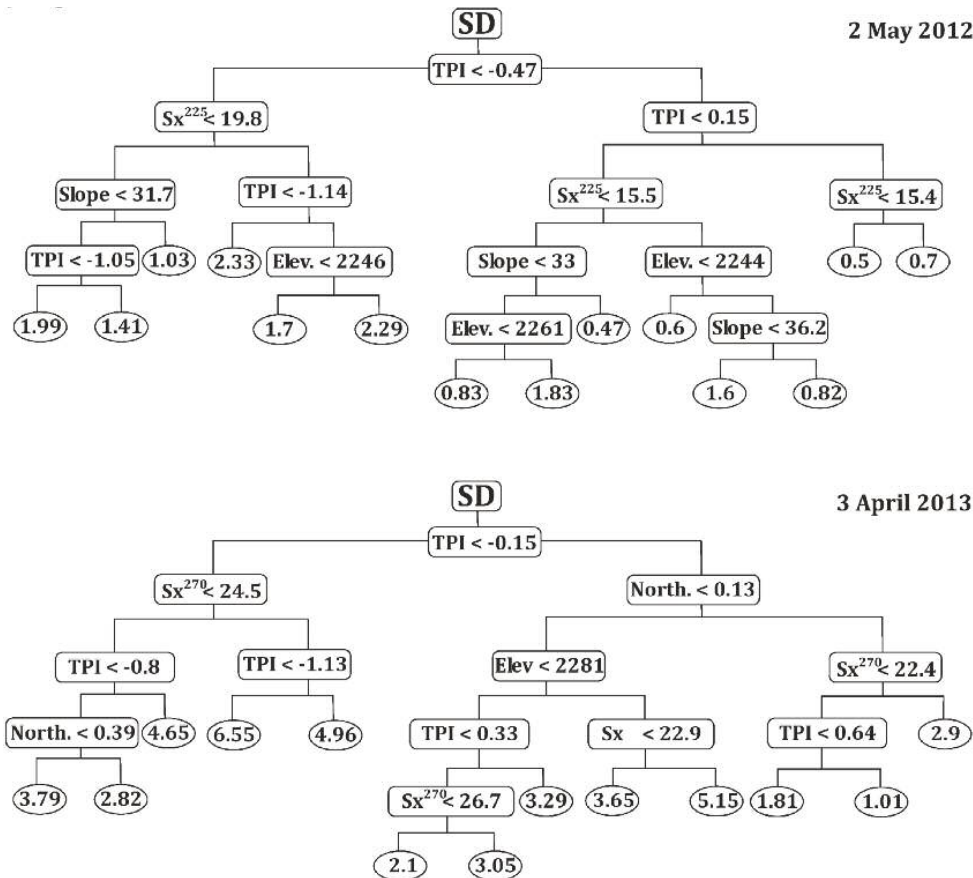 SD
2 May 2012
TPI < -0.47
Sx²²⁵< 19.8
TPI < 0.15
Slope < 31.7
TPI < -1.14
Sx²²⁵< 15.5
Sx²²⁵< 15.4
TPI < -1.05
1.03
2.33
Elev. < 2246
Slope < 33
Elev. < 2244
0.5
0.7
1.99
1.41
1.7
2.29
Elev. < 2261
0.47
0.6
Slope < 36.2
0.83
1.83
1.6
0.82
SD
3 April 2013
TPI < -0.15
Sx²⁷⁰< 24.5
North. < 0.13
TPI < -0.8
TPI < -1.13
Elev < 2281
Sx²⁷⁰< 22.4
North. < 0.39
4.65
6.55
4.96
TPI < 0.33
Sx < 22.9
TPI < 0.64
2.9
3.79
2.82
Sx²⁷⁰< 26.7
3.29
3.65
5.15
1.81
1.01
2.1
3.05